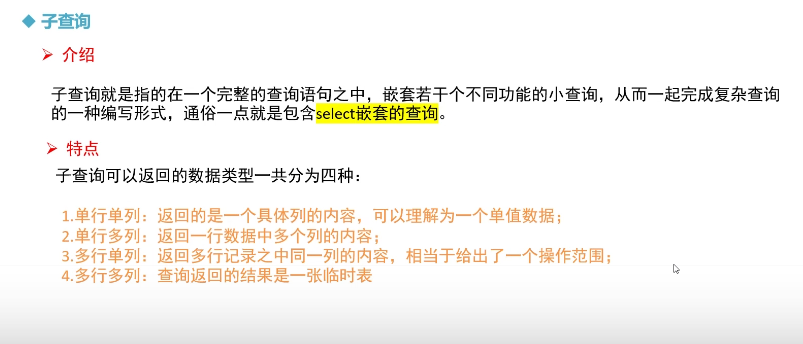 ◆ 子查询
➢ 介绍
子查询就是指的在一个完整的查询语句之中，嵌套若干个不同功能的小查询，从而一起完成复杂查询
的一种编写形式，通俗一点就是包含select嵌套的查询。
➢ 特点
子查询可以返回的数据类型一共分为四种：
1.单行单列：返回的是一个具体列的内容，可以理解为一个单值数据；
2.单行多列：返回一行数据中多个列的内容；
3.多行单列：返回多行记录之中同一列的内容，相当于给出了一个操作范围；
4.多行多列：查询返回的结果是一张临时表